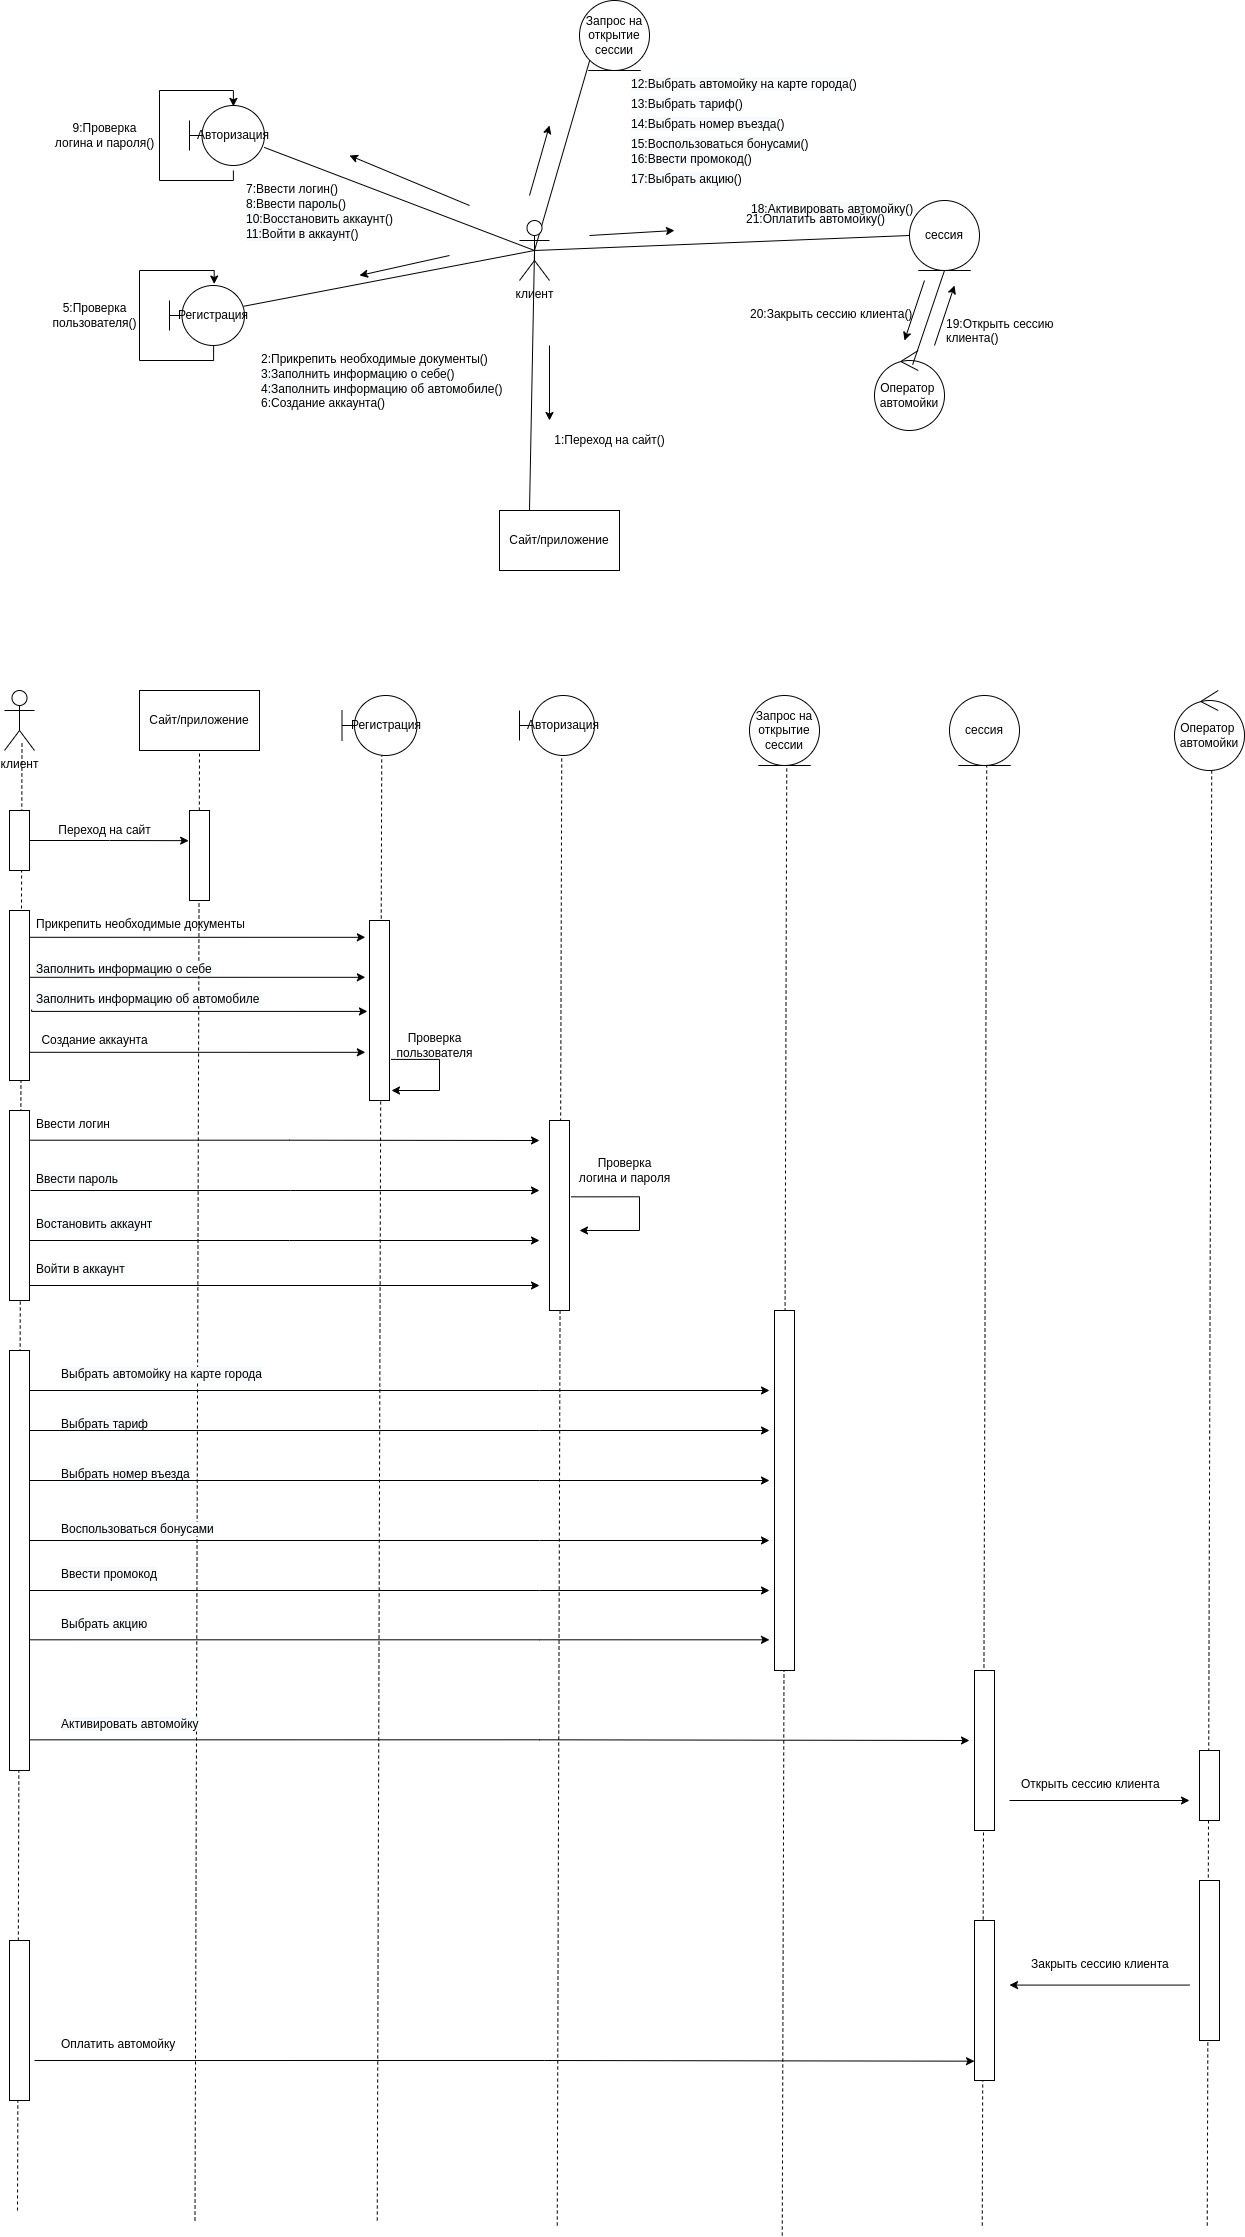 Запрос на
открытие
сессии
12:Выбрать автомойку на карте города()
13:Выбрать тариф()
14:Выбрать номер въезда()
15:Воспользоваться бонусами()
16:Ввести промокод()
17:Выбрать акцию()
9:Проверка
логина и пароля()
Авторизация
7:Ввести логин()
8:Ввести пароль()
10:Восстановить аккаунт()
11:Войти в аккаунт()
18:Активировать автомойку()
21:Оплатить автомойку()
сессия
клиент
5:Проверка
пользователя()
Регистрация
20:Закрыть сессию клиента()
19:Открыть сессию
клиента()
2:Прикрепить необходимые документы()
3:Заполнить информацию о себе()
4:Заполнить информацию об автомобиле()
6:Создание аккаунта()
Оператор
автомойки
1:Переход на сайт()
Сайт/приложение
клиент
Сайт/приложение
Регистрация
Авторизация
Запрос на
открытие
сессии
сессия
Оператор
автомойки
Переход на сайт
Прикрепить необходимые документы
Заполнить информацию о себе
Заполнить информацию об автомобиле
Создание аккаунта
Проверка
пользователя
Ввести логин
Проверка
логина и пароля
Ввести пароль
Востановить аккаунт
Войти в аккаунт
Выбрать автомойку на карте города
Выбрать тариф
Выбрать номер въезда
Воспользоваться бонусами
Ввести промокод
Выбрать акцию
Активировать автомойку
Открыть сессию клиента
Закрыть сессию клиента
Оплатить автомойку